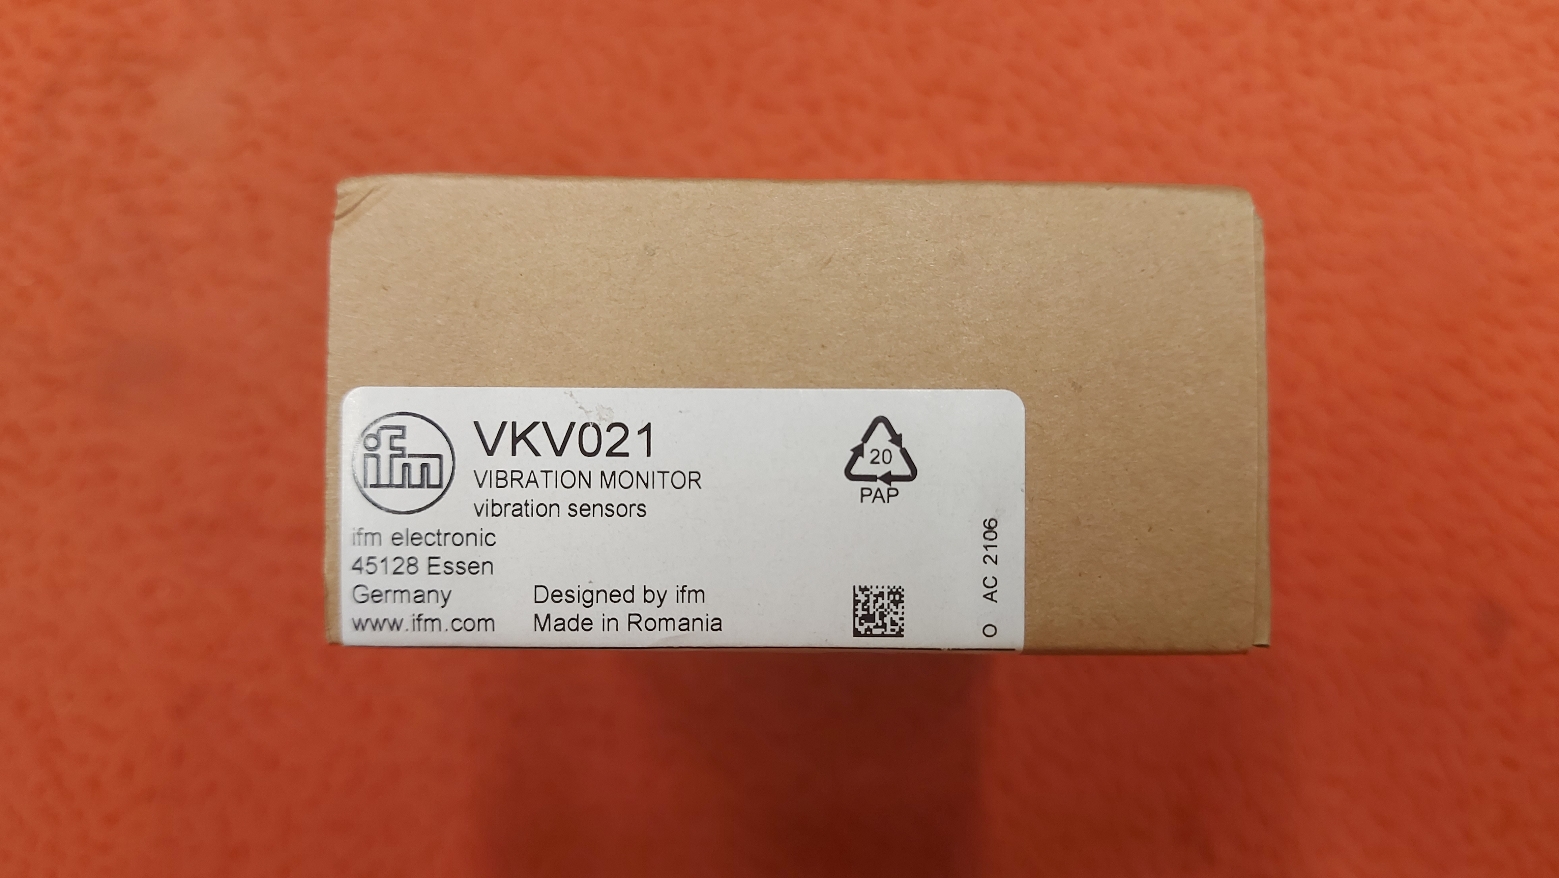 ifm
VKV021
VIBRATION MONITOR
vibration sensors
ifm electronic
45128 Essen
Germany
www.ifm.com
Designed by ifm
Made in Romania
20
PAP
O AC 2106